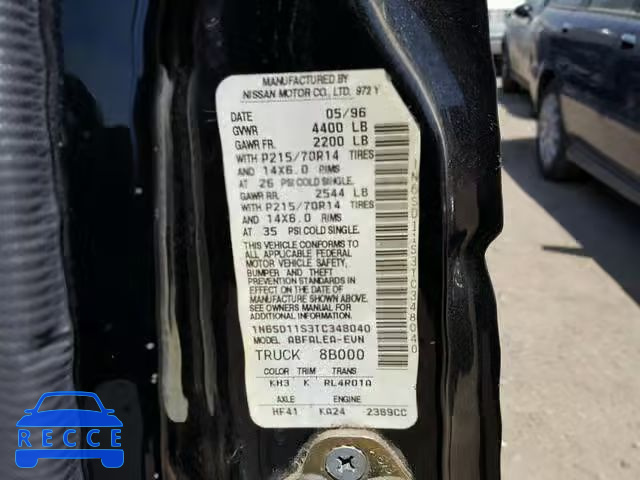 MANUFACTURED BY
NISSAN MOTOR CO., LTD. 972 Y
DATE 05/96
GVWR 4400 LB
GAWR FR. 2200 LB
WITH P215/70R14 TIRES
AND 14X6.0 RIMS
AT 26 PSI COLD SINGLE.
GAWR RR. 2544 LB
WITH P215/70R14 TIRES
AND 14X6.0 RIMS
AT 35 PSI COLD SINGLE.
THIS VEHICLE CONFORMS TO
ALL APPLICABLE FEDERAL
MOTOR VEHICLE SAFETY,
BUMPER AND THEFT
PREVENTION STANDARDS IN
EFFECT ON THE DATE OF
MANUFACTURE SHOWN ABOVE.
SEE OWNERS MANUAL FOR
ADDITIONAL INFORMATION.
1N6SD11S3TC348040
MODEL ABFALEA-EVN
TRUCK 8B000
COLOR TRIM TRANS
KH3 K RL4R01A
AXLE ENGINE
HF41 KA24 2389CC
1N6SD11S3TC348040
RECCE